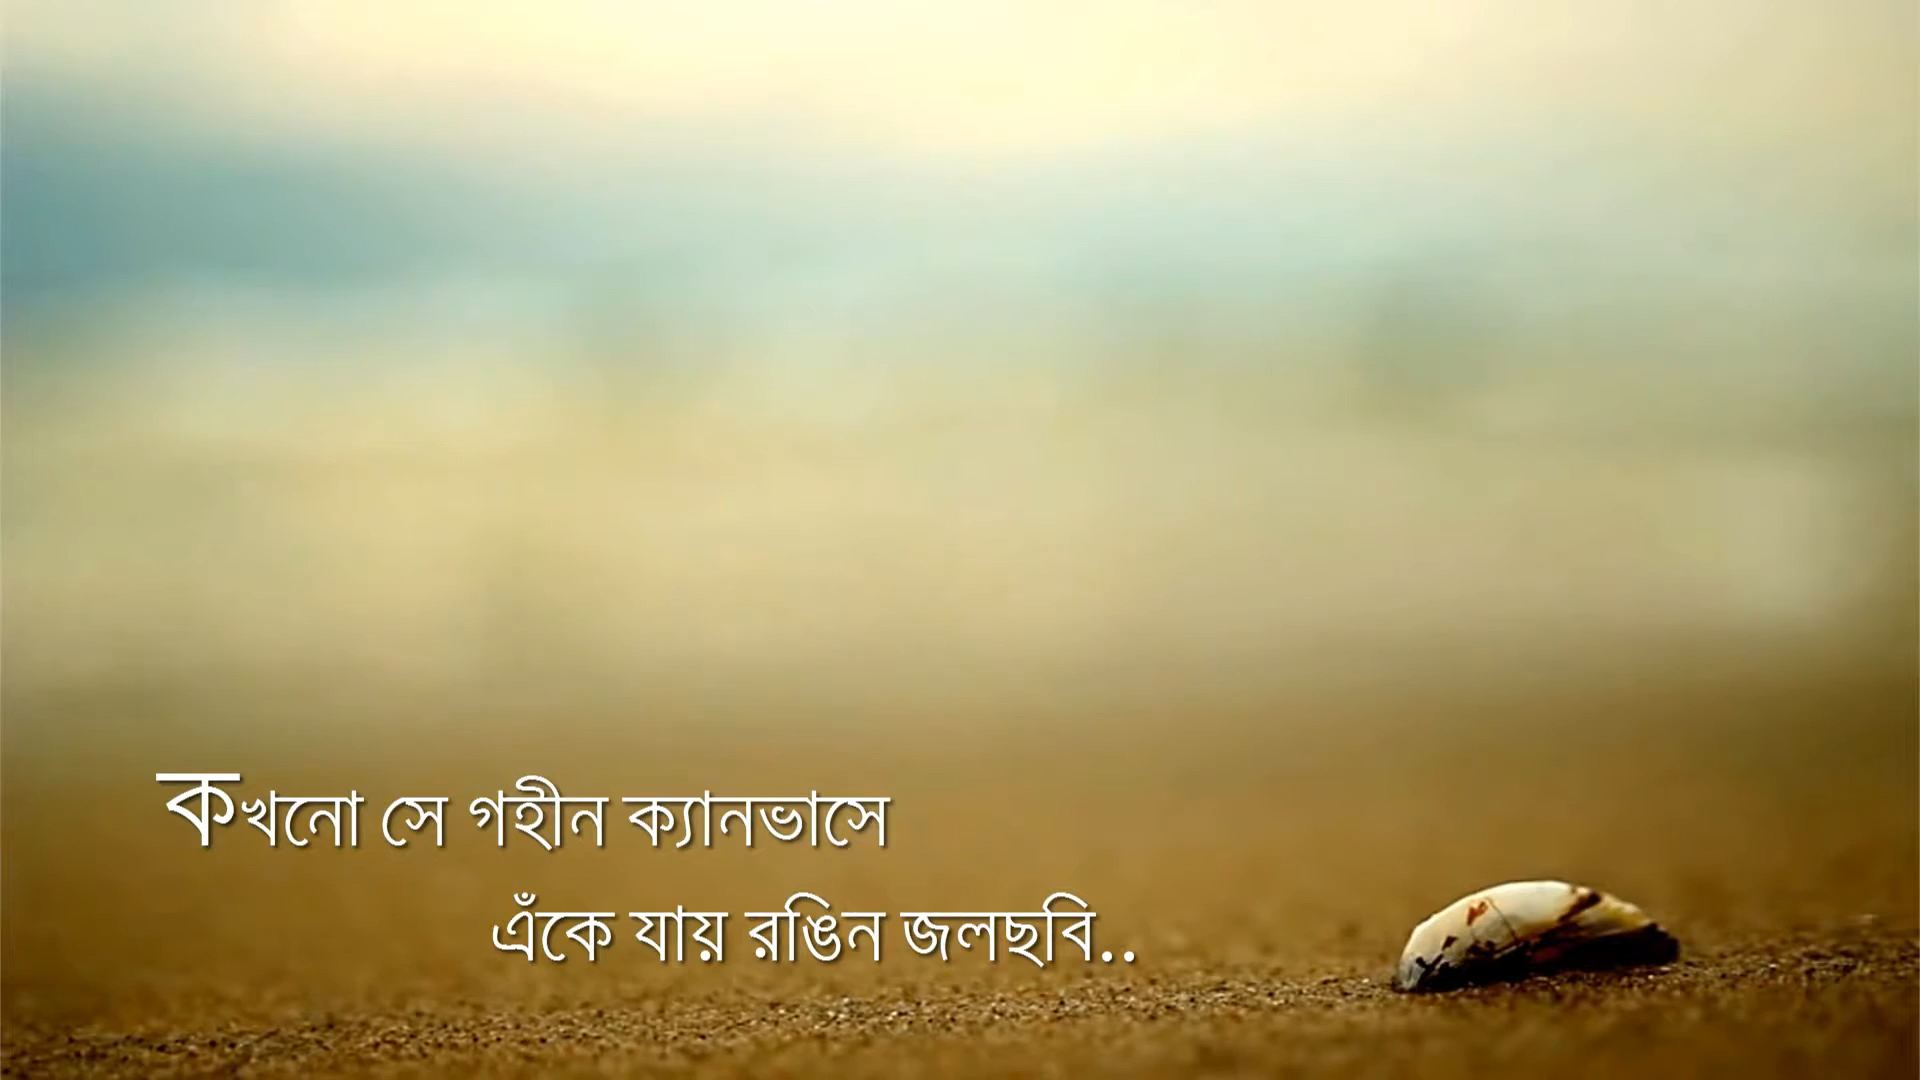 কখনো সে গহীন ক্যানভাসে
এঁকে যায় রঙিন জলছবি..